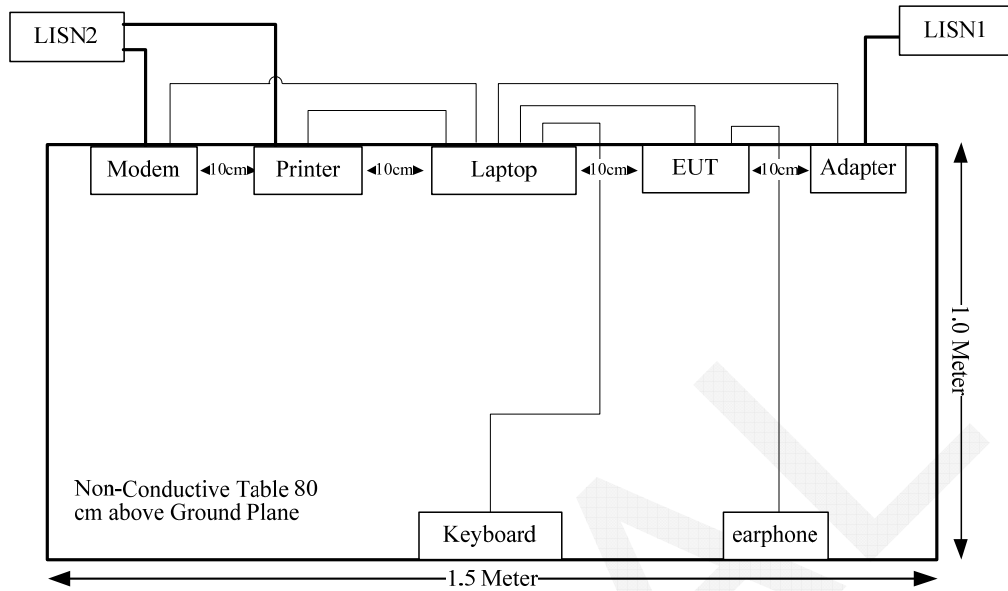 LISN2
LISN1
Modem
10cm
Printer
10cm
Laptop
10cm
EUT
10cm
Adapter
1.0 Meter
Non-Conductive Table 80
cm above Ground Plane
Keyboard
earphone
1.5 Meter